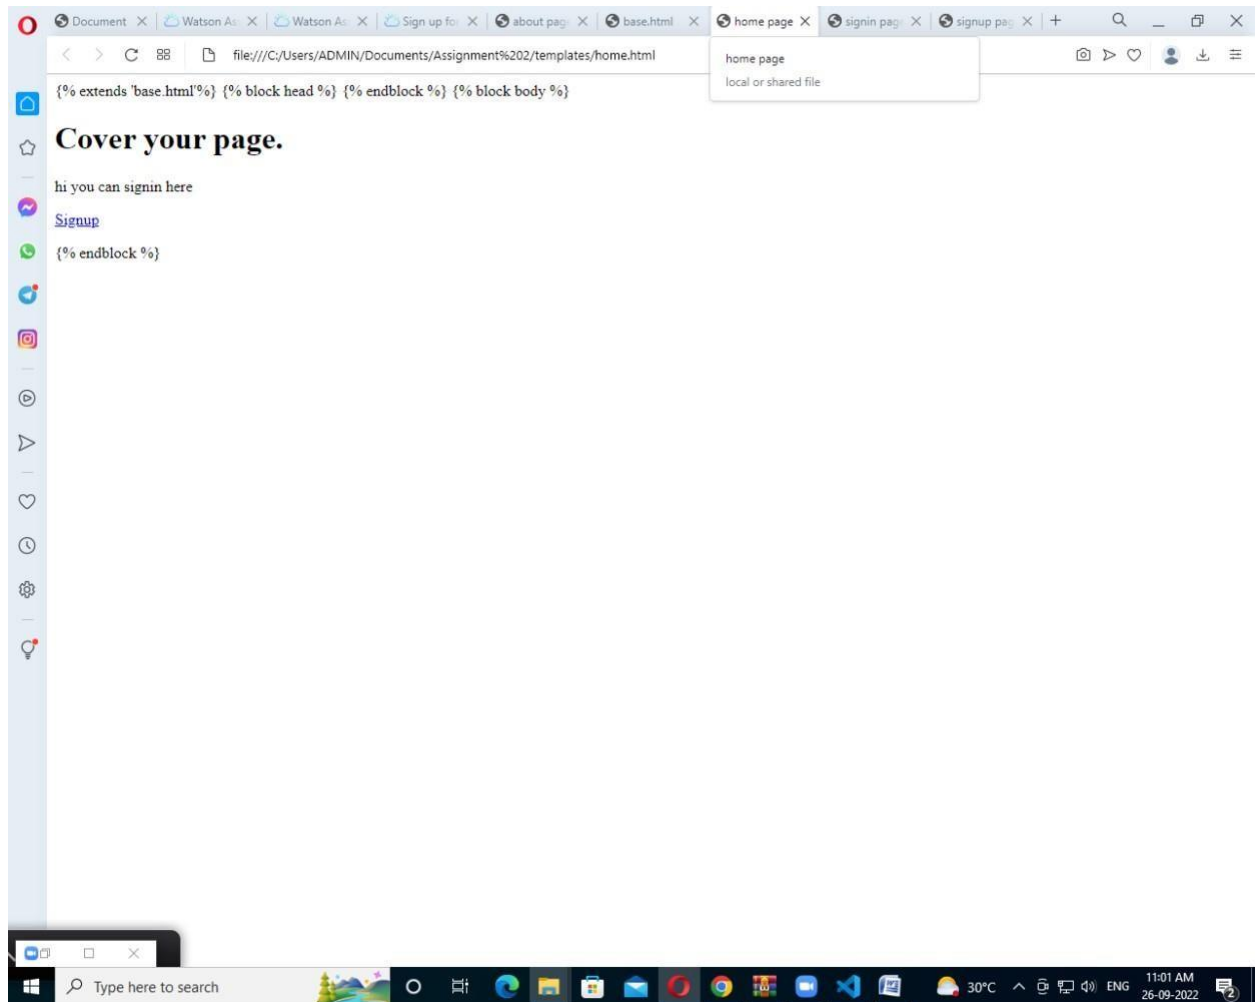 Document Watson As Watson As Sign up for about pag base.html home page signin pag signup pag
file:///C:/Users/ADMIN/Documents/Assignment%202/templates/home.html
home page
local or shared file
{% extends 'base.html'%} {% block head %} {% endblock %} {% block body %}
Cover your page.
hi you can signin here
Signup
{% endblock %}
Type here to search
30°C ENG 11:01 AM
26-09-2022
2